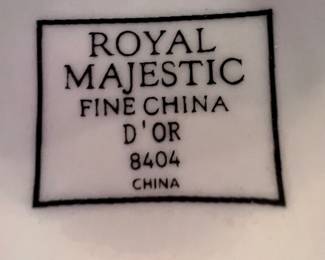 ROYAL
MAJESTIC
FINE CHINA
D'OR
8404
CHINA